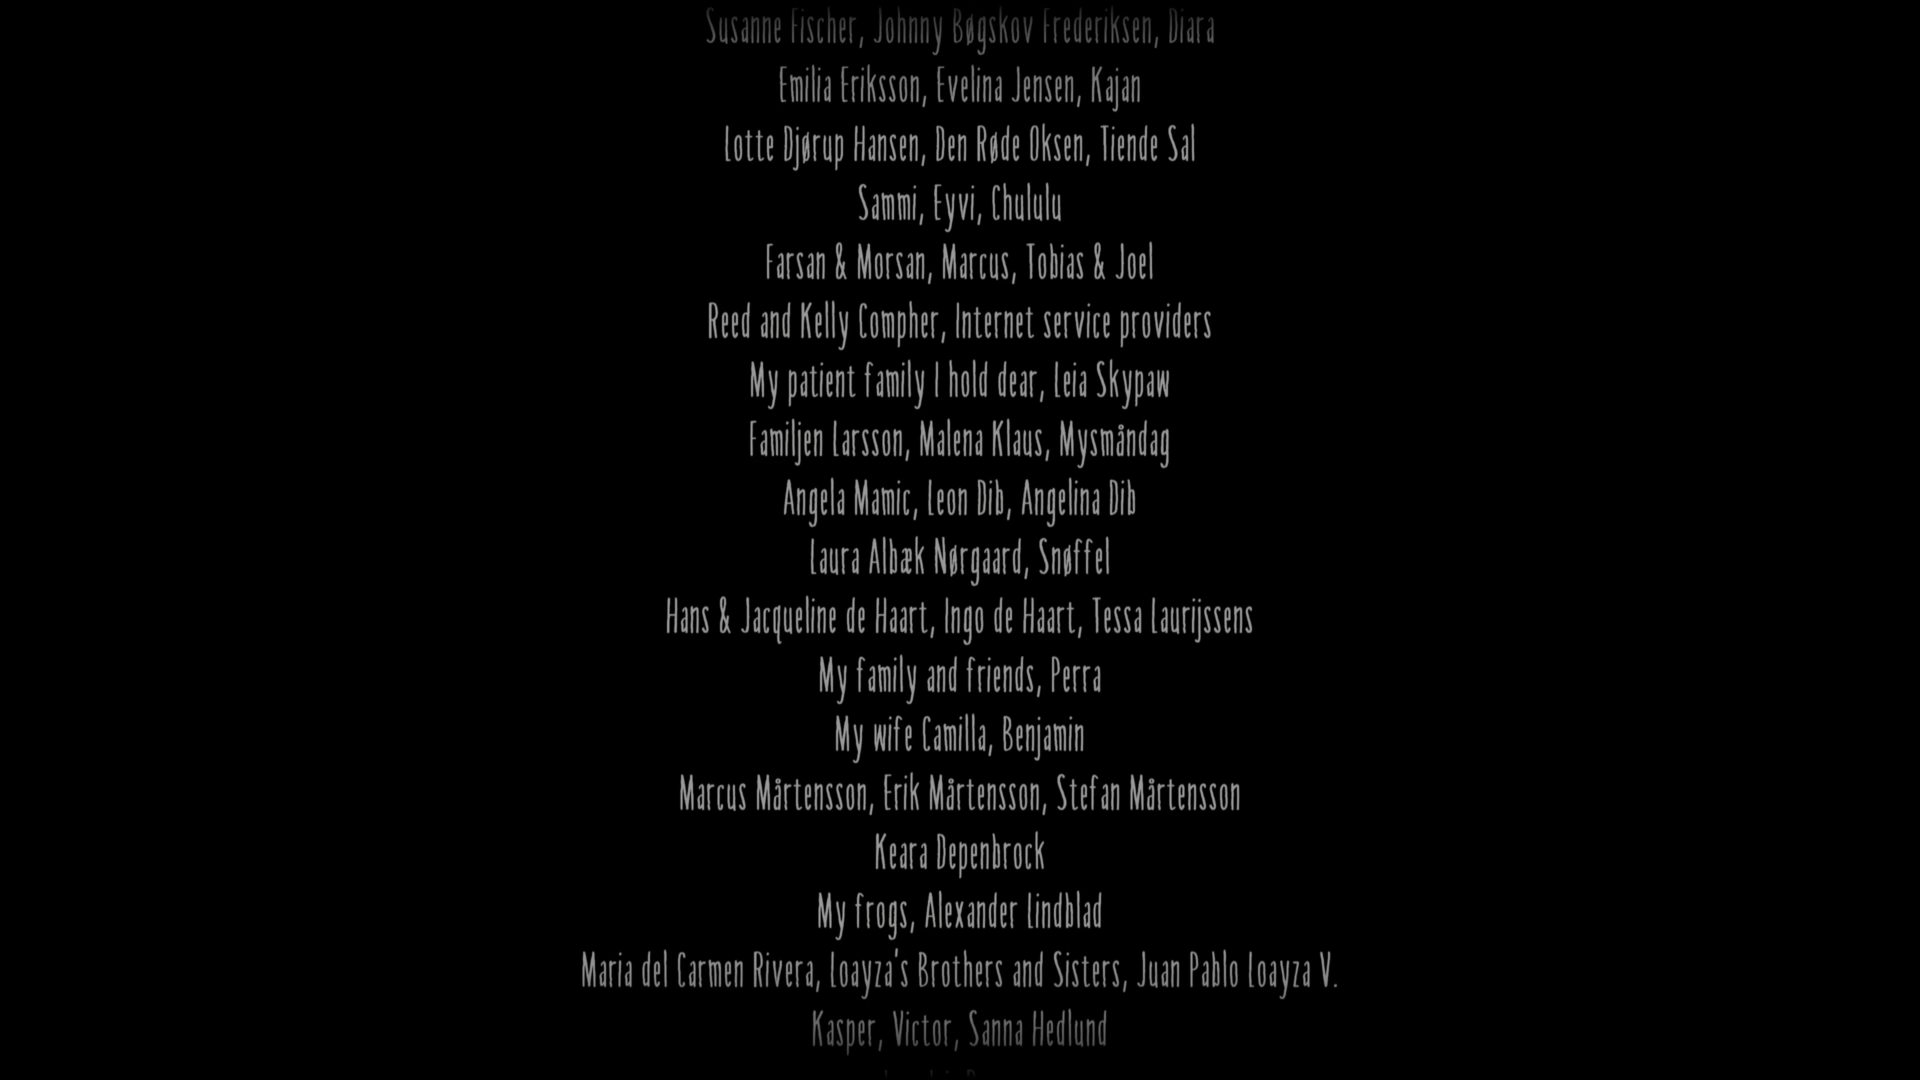 Susanne Fischer, Johnny Bøgskov Frederiksen, Diara
Emilia Eriksson, Evelina Jensen, Kajan
Lotte Djørup Hansen, Den Røde Oksen, Tiende Sal
Sammi, Eyvi, Chululu
Farsan & Morsan, Marcus, Tobias & Joel
Reed and Kelly Compher, Internet service providers
My patient family I hold dear, Leia Skypaw
Familjen Larsson, Malena Klaus, Mysmåndag
Angela Mamic, Leon Dib, Angelina Dib
Laura Albæk Nørgaard, Snøffel
Hans & Jacqueline de Haart, Ingo de Haart, Tessa Laurijssens
My family and friends, Perra
My wife Camilla, Benjamin
Marcus Mårtensson, Erik Mårtensson, Stefan Mårtensson
Keara Depenbrock
My frogs, Alexander Lindblad
Maria del Carmen Rivera, Loayza's Brothers and Sisters, Juan Pablo Loayza V.
Kasper, Victor, Sanna Hedlund